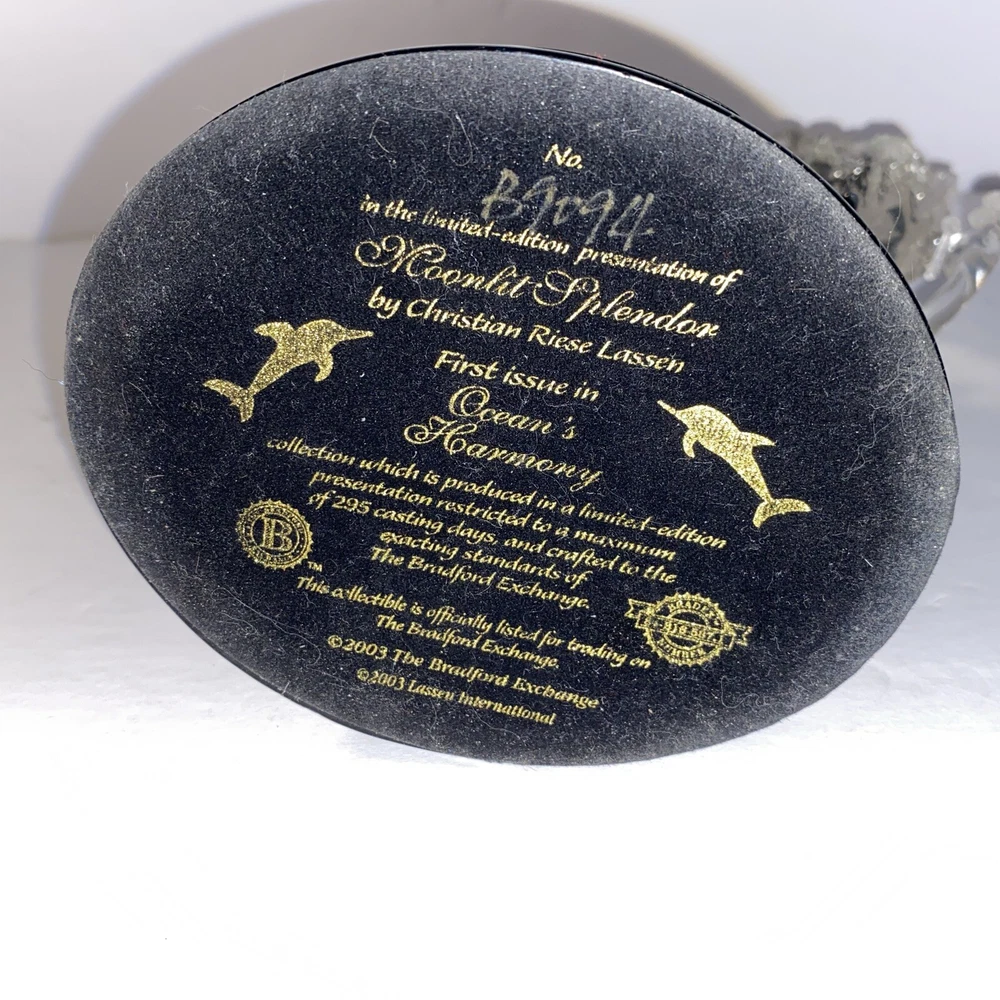 No.
B9094
in the limited-edition presentation of
Moonlit Splendor
by Christian Riese Lassen
First issue in
Ocean's
Harmony
collection which is produced in a limited-edition
presentation restricted to a maximum
of 295 casting days, and crafted to the
exacting standards of
The Bradford Exchange.
B
TM
This collectible is officially listed for trading on
The Bradford Exchange.
©2003 The Bradford Exchange
©2003 Lassen International